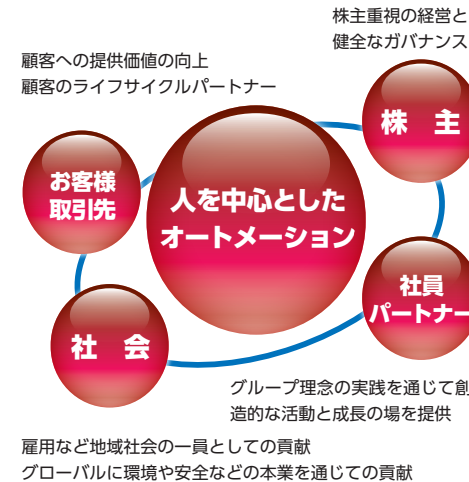 株主重視の経営と
健全なガバナンス
顧客への提供価値の向上
顧客のライフサイクルパートナー
株 主
お客様
取引先
人を中心とした
オートメーション
社員
パートナー
社 会
グループ理念の実践を通じて創
造的な活動と成長の場を提供
雇用など地域社会の一員としての貢献
グローバルに環境や安全などの本業を通じての貢献